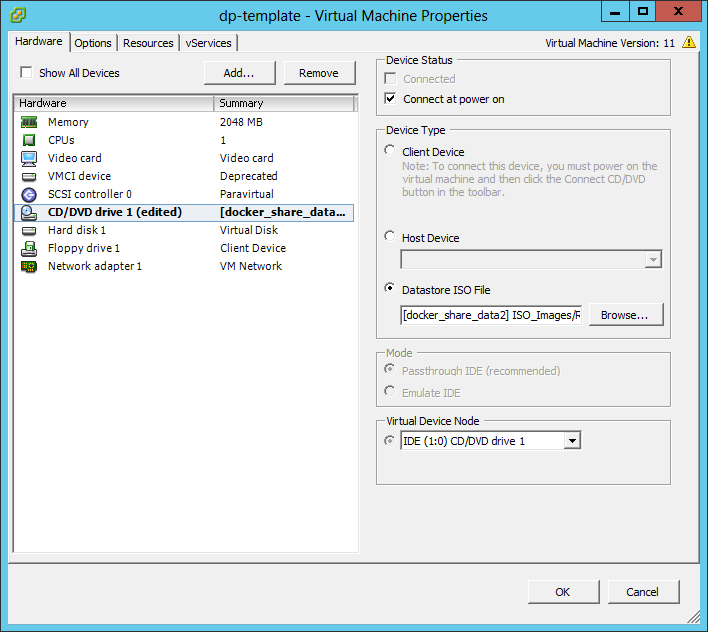 dp-template - Virtual Machine Properties
Hardware Options Resources vServices
Virtual Machine Version: 11
Show All Devices Add... Remove
Hardware Summary
Memory 2048 MB
CPUs 1
Video card Video card
VMCI device Deprecated
SCSI controller 0 Paravirtual
CD/DVD drive 1 (edited) [docker_share_data...
Hard disk 1 Virtual Disk
Floppy drive 1 Client Device
Network adapter 1 VM Network
Device Status
Connected
Connect at power on
Device Type
Client Device
Note: To connect this device, you must power on the
virtual machine and then click the Connect CD/DVD
button in the toolbar.
Host Device
Datastore ISO File
[docker_share_data2] ISO_Images/R
Browse...
Mode
Passthrough IDE (recommended)
Emulate IDE
Virtual Device Node
IDE (1:0) CD/DVD drive 1
OK Cancel